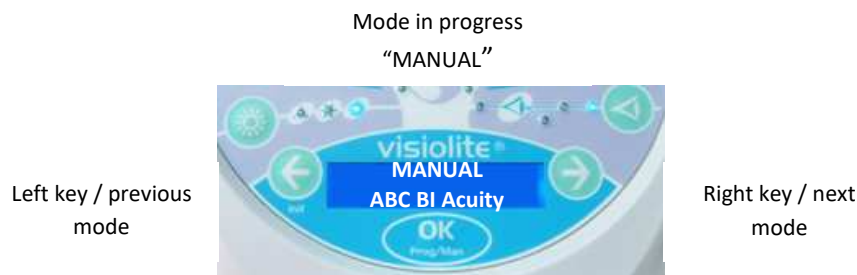 Mode in progress
“MANUAL”
visiolite®
MANUAL
ABC BI Acuity
Left key / previous
mode
Right key / next
mode
Init
OK
Prog/Man